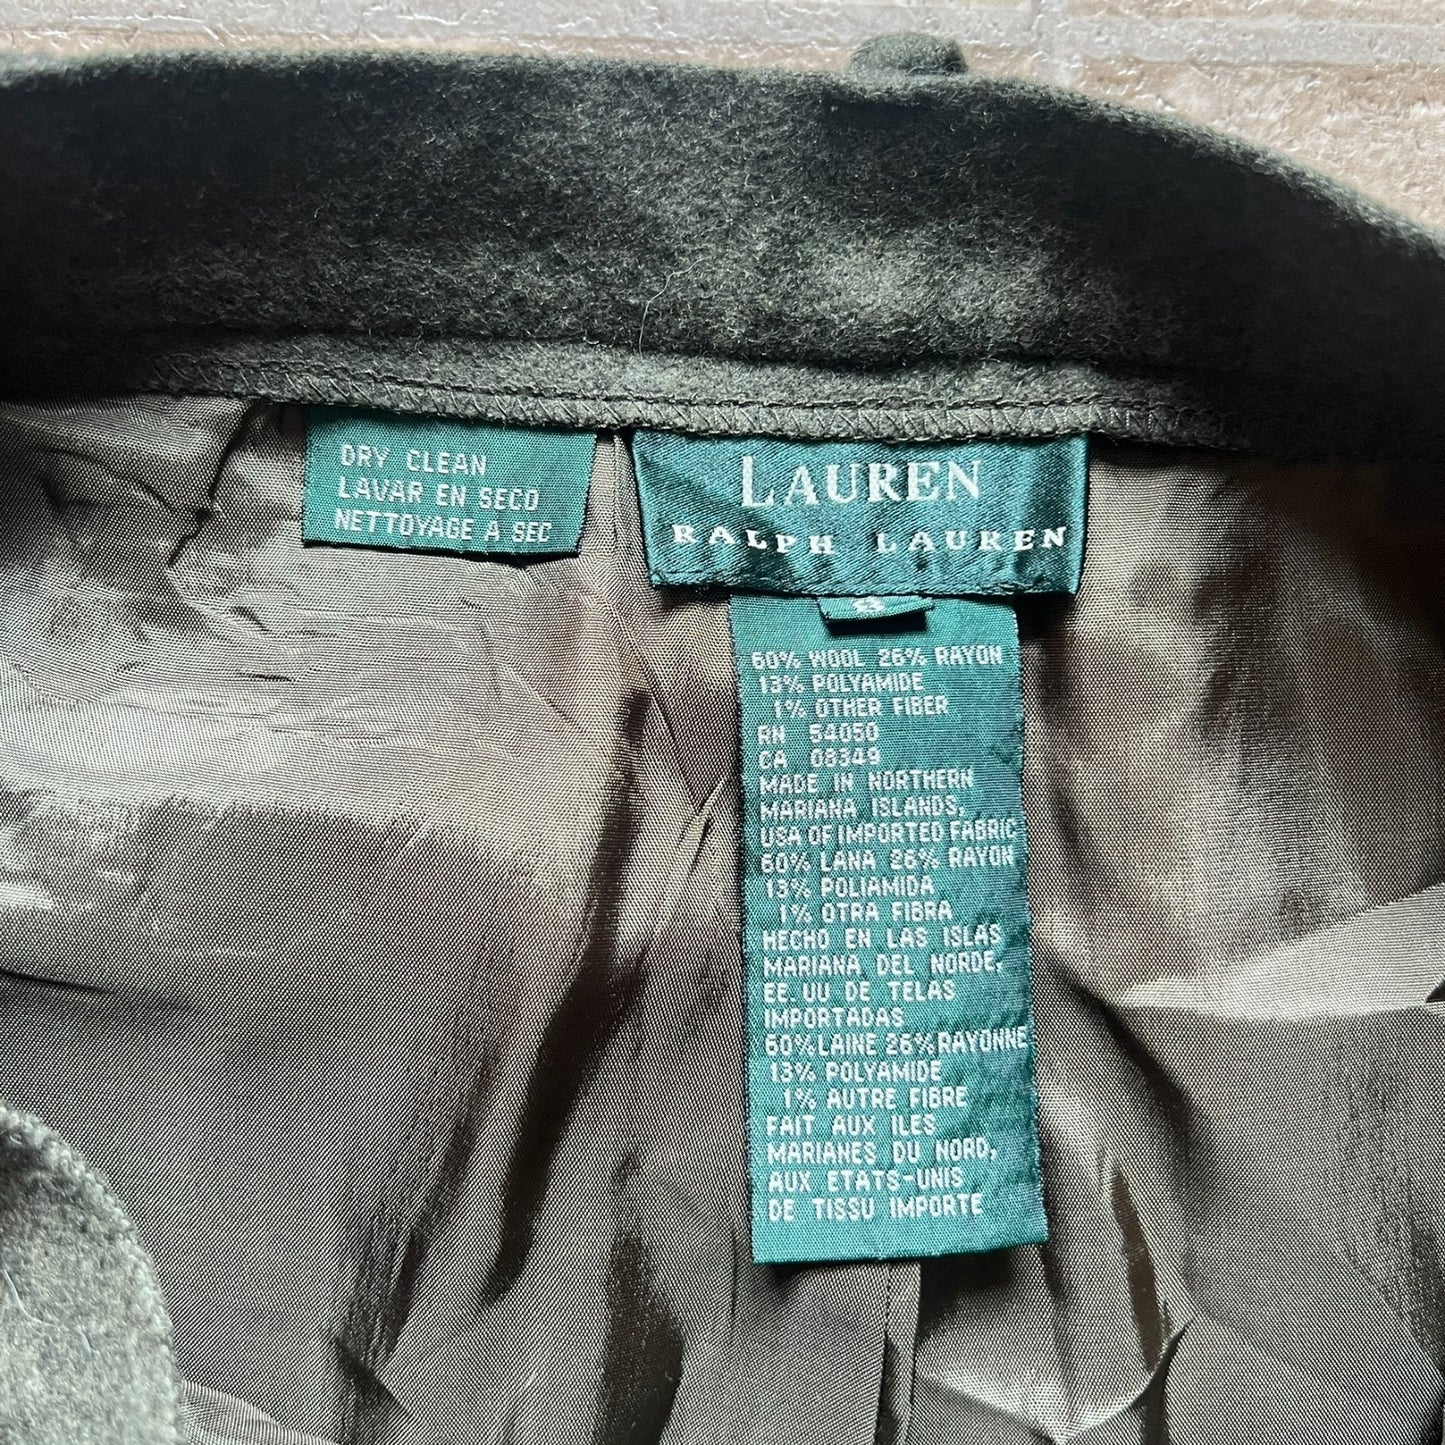 DRY CLEAN
LAVAR EN SECO
NETTOYAGE A SEC
LAUREN
RALPH LAUREN
8
60% WOOL 26% RAYON
13% POLYAMIDE
1% OTHER FIBER
RN 54050
CA 08349
MADE IN NORTHERN
MARIANA ISLANDS,
USA OF IMPORTED FABRIC
60% LANA 26% RAYON
13% POLIAMIDA
1% OTRA FIBRA
HECHO EN LAS ISLAS
MARIANA DEL NORDE,
EE.UU DE TELAS
IMPORTADAS
60% LAINE 26% RAYONNE
13% POLYAMIDE
1% AUTRE FIBRE
FAIT AUX ILES
MARIANES DU NORD,
AUX ETATS-UNIS
DE TISSU IMPORTE